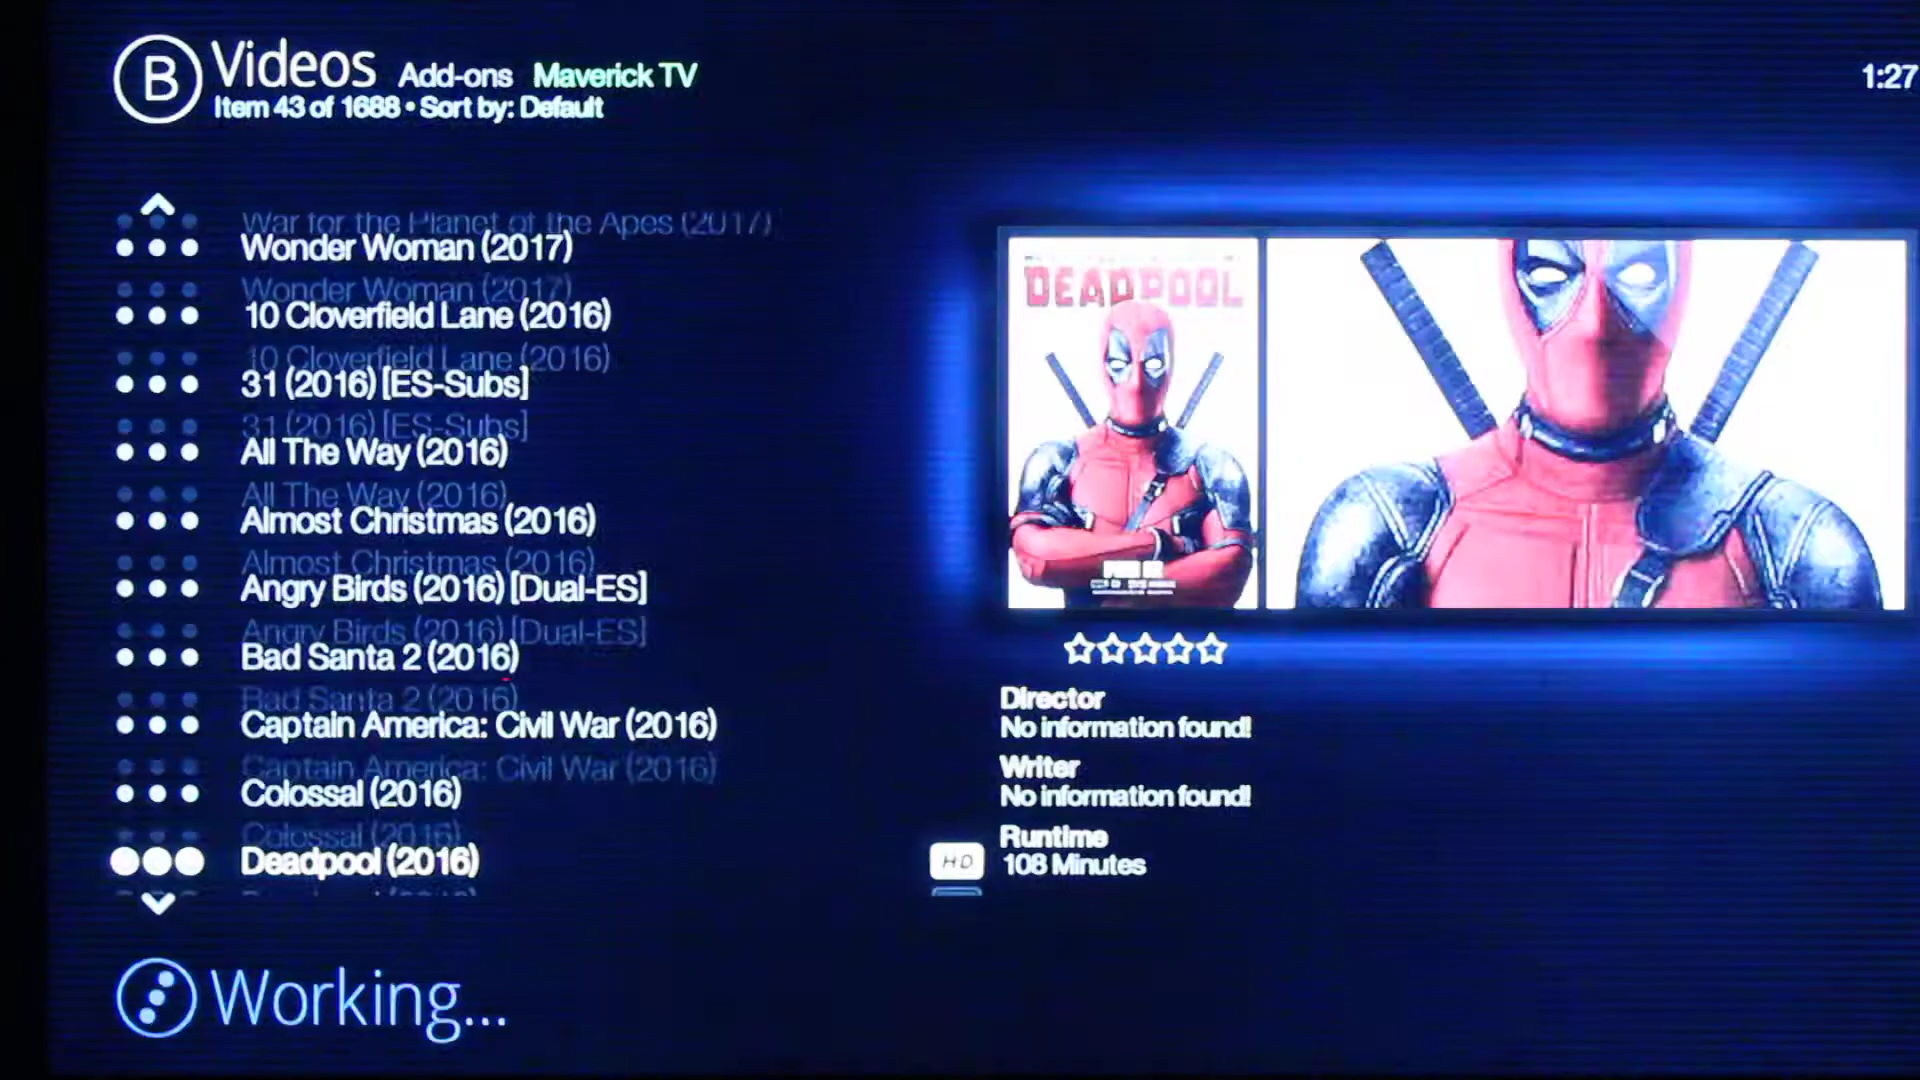 B Videos Add-ons Maverick TV
1:27
Item 43 of 1688 • Sort by: Default
War for the Planet of the Apes (2017)
Wonder Woman (2017)
Wonder Woman (2017)
10 Cloverfield Lane (2016)
10 Cloverfield Lane (2016)
31 (2016) [ES-Subs]
31 (2016) [ES-Subs]
All The Way (2016)
All The Way (2016)
Almost Christmas (2016)
Almost Christmas (2016)
Angry Birds (2016) [Dual-ES]
Angry Birds (2016) [Dual-ES]
Bad Santa 2 (2016)
Bad Santa 2 (2016)
Captain America: Civil War (2016)
Captain America: Civil War (2016)
Colossal (2016)
Colossal (2016)
Deadpool (2016)
DEADPOOL
Director
No information found!
Writer
No information found!
Runtime
HD 108 Minutes
Working...